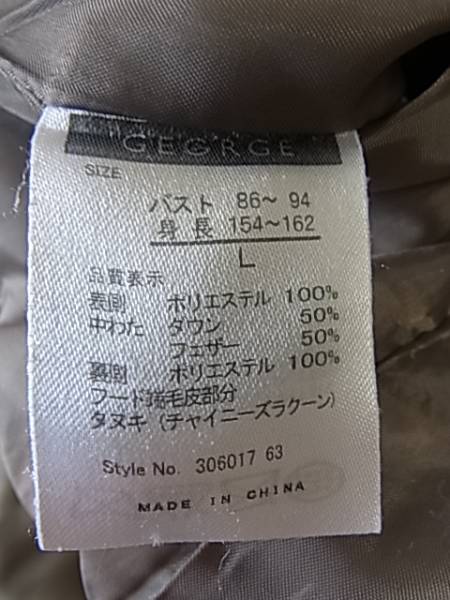 GEORGE
SIZE
バスト 86～ 94
身長 154～162
L
品質表示
表側 ポリエステル 100%
中わた ダウン 50%
フェザー 50%
裏側 ポリエステル 100%
フード端毛皮部分
タヌキ（チャイニーズラクーン）
Style No. 306017 63
MADE IN CHINA